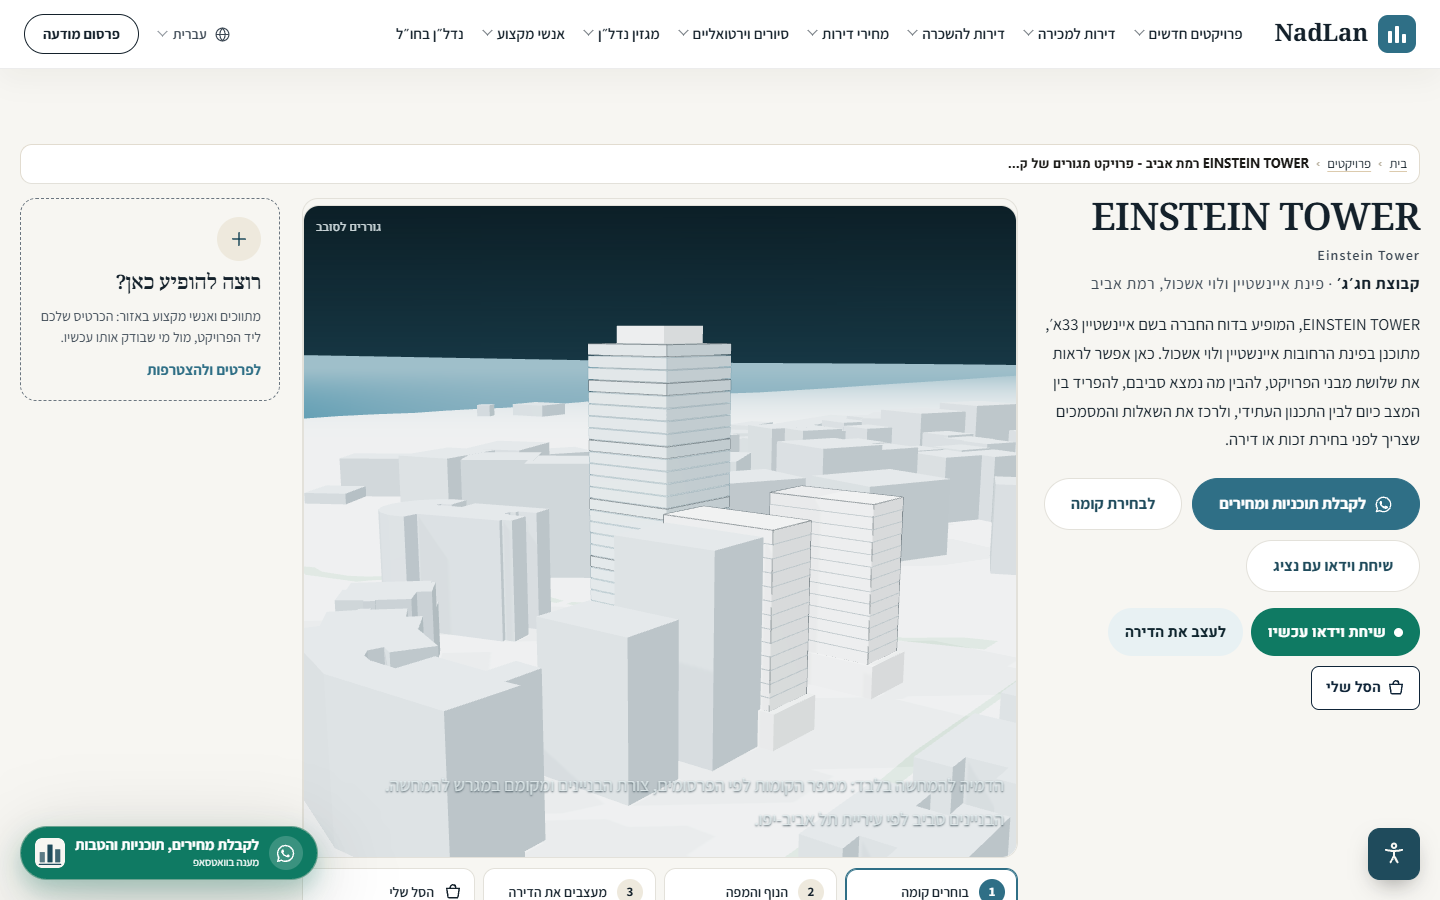 NadLan
פרויקטים חדשים
דירות למכירה
דירות להשכרה
מחירי דירות
סיורים וירטואליים
מגזין נדל״ן
אנשי מקצוע
נדל״ן בחו״ל
עברית
פרסום מודעה
בית › פרויקטים › EINSTEIN TOWER רמת אביב - פרויקט מגורים של ק...
EINSTEIN TOWER
Einstein Tower
קבוצת חג׳ג׳ · פינת איינשטיין ולוי אשכול, רמת אביב
EINSTEIN TOWER, המופיע בדוח החברה בשם איינשטיין 33א׳,
מתוכנן בפינת הרחובות איינשטיין ולוי אשכול. כאן אפשר לראות
את שלושת מבני הפרויקט, להבין מה נמצא סביבם, להפריד בין
המצב כיום לבין התכנון העתידי, ולרכז את השאלות והמסמכים
שצריך לפני בחירת זכות או דירה.
לקבלת תוכניות ומחירים
לבחירת קומה
שיחת וידאו עם נציג
שיחת וידאו עכשיו
לעצב את הדירה
הסל שלי
גוררים לסובב
הדמיה להמחשה בלבד: מספר הקומות לפי הפרסומים, צורת הבניינים ומקומם במגרש להמחשה.
הבניינים סביב לפי עיריית תל אביב-יפו.
1 בוחרים קומה
2 הנוף והמפה
3 מעצבים את הדירה
הסל שלי
רוצה להופיע כאן?
מתווכים ואנשי מקצוע באזור: הכרטיס שלכם
ליד הפרויקט, מול מי שבודק אותו עכשיו.
לפרטים ולהצטרפות
לקבלת מחירים, תוכניות והטבות
מענה בוואטסאפ